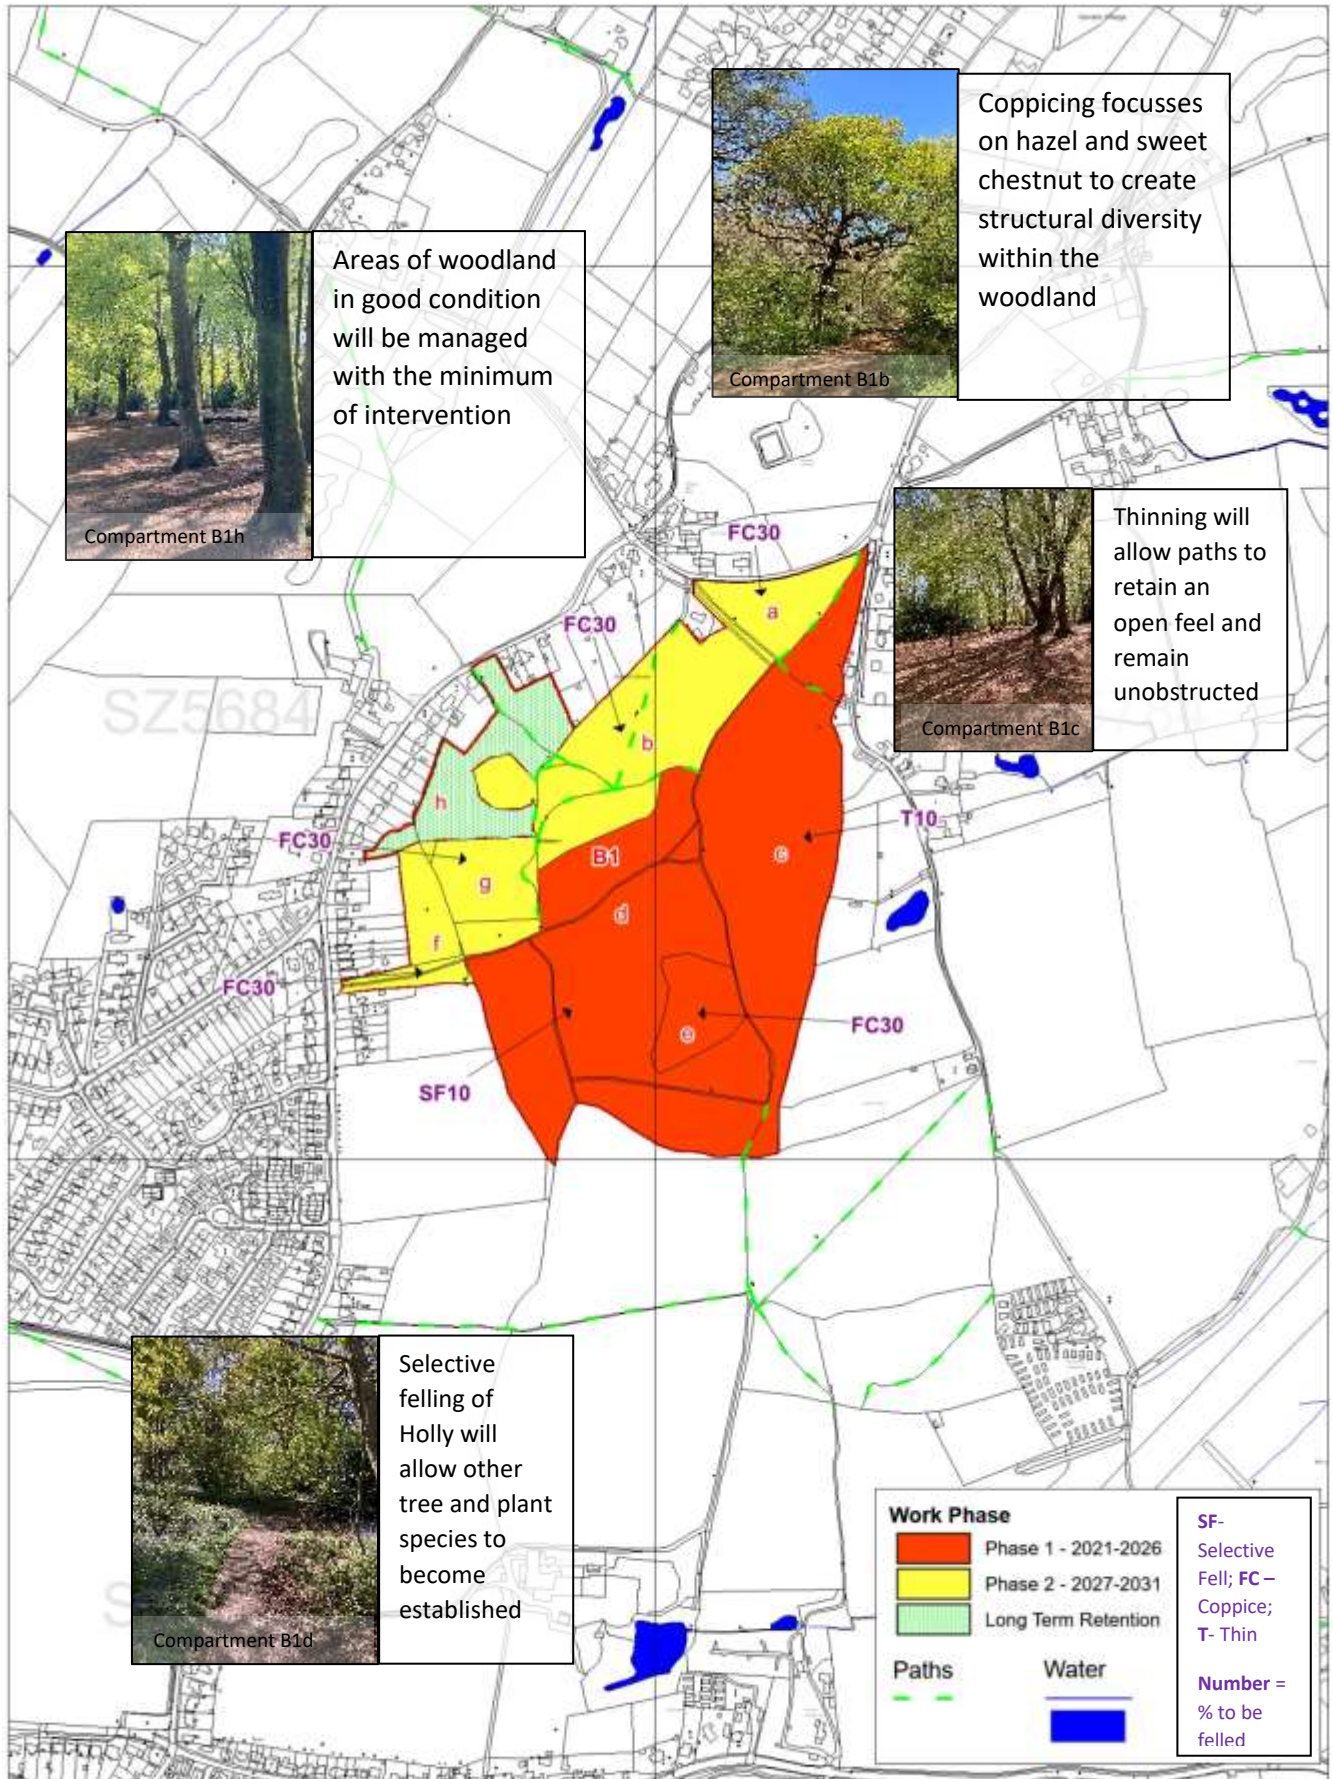 Coppicing focusses
on hazel and sweet
chestnut to create
structural diversity
within the
woodland
Compartment B1b
Areas of woodland
in good condition
will be managed
with the minimum
of intervention
Compartment B1h
Thinning will
allow paths to
retain an
open feel and
remain
unobstructed
Compartment B1c
FC30
a
FC30
SZ5684
b
h
FC30
T10
B1
c
g
d
f
FC30
FC30
e
SF10
Selective
felling of
Holly will
allow other
tree and plant
species to
become
established
Compartment B1d
Work Phase
Phase 1 - 2021-2026
Phase 2 - 2027-2031
Long Term Retention
Paths
Water
SF-
Selective
Fell; FC –
Coppice;
T- Thin
Number =
% to be
felled